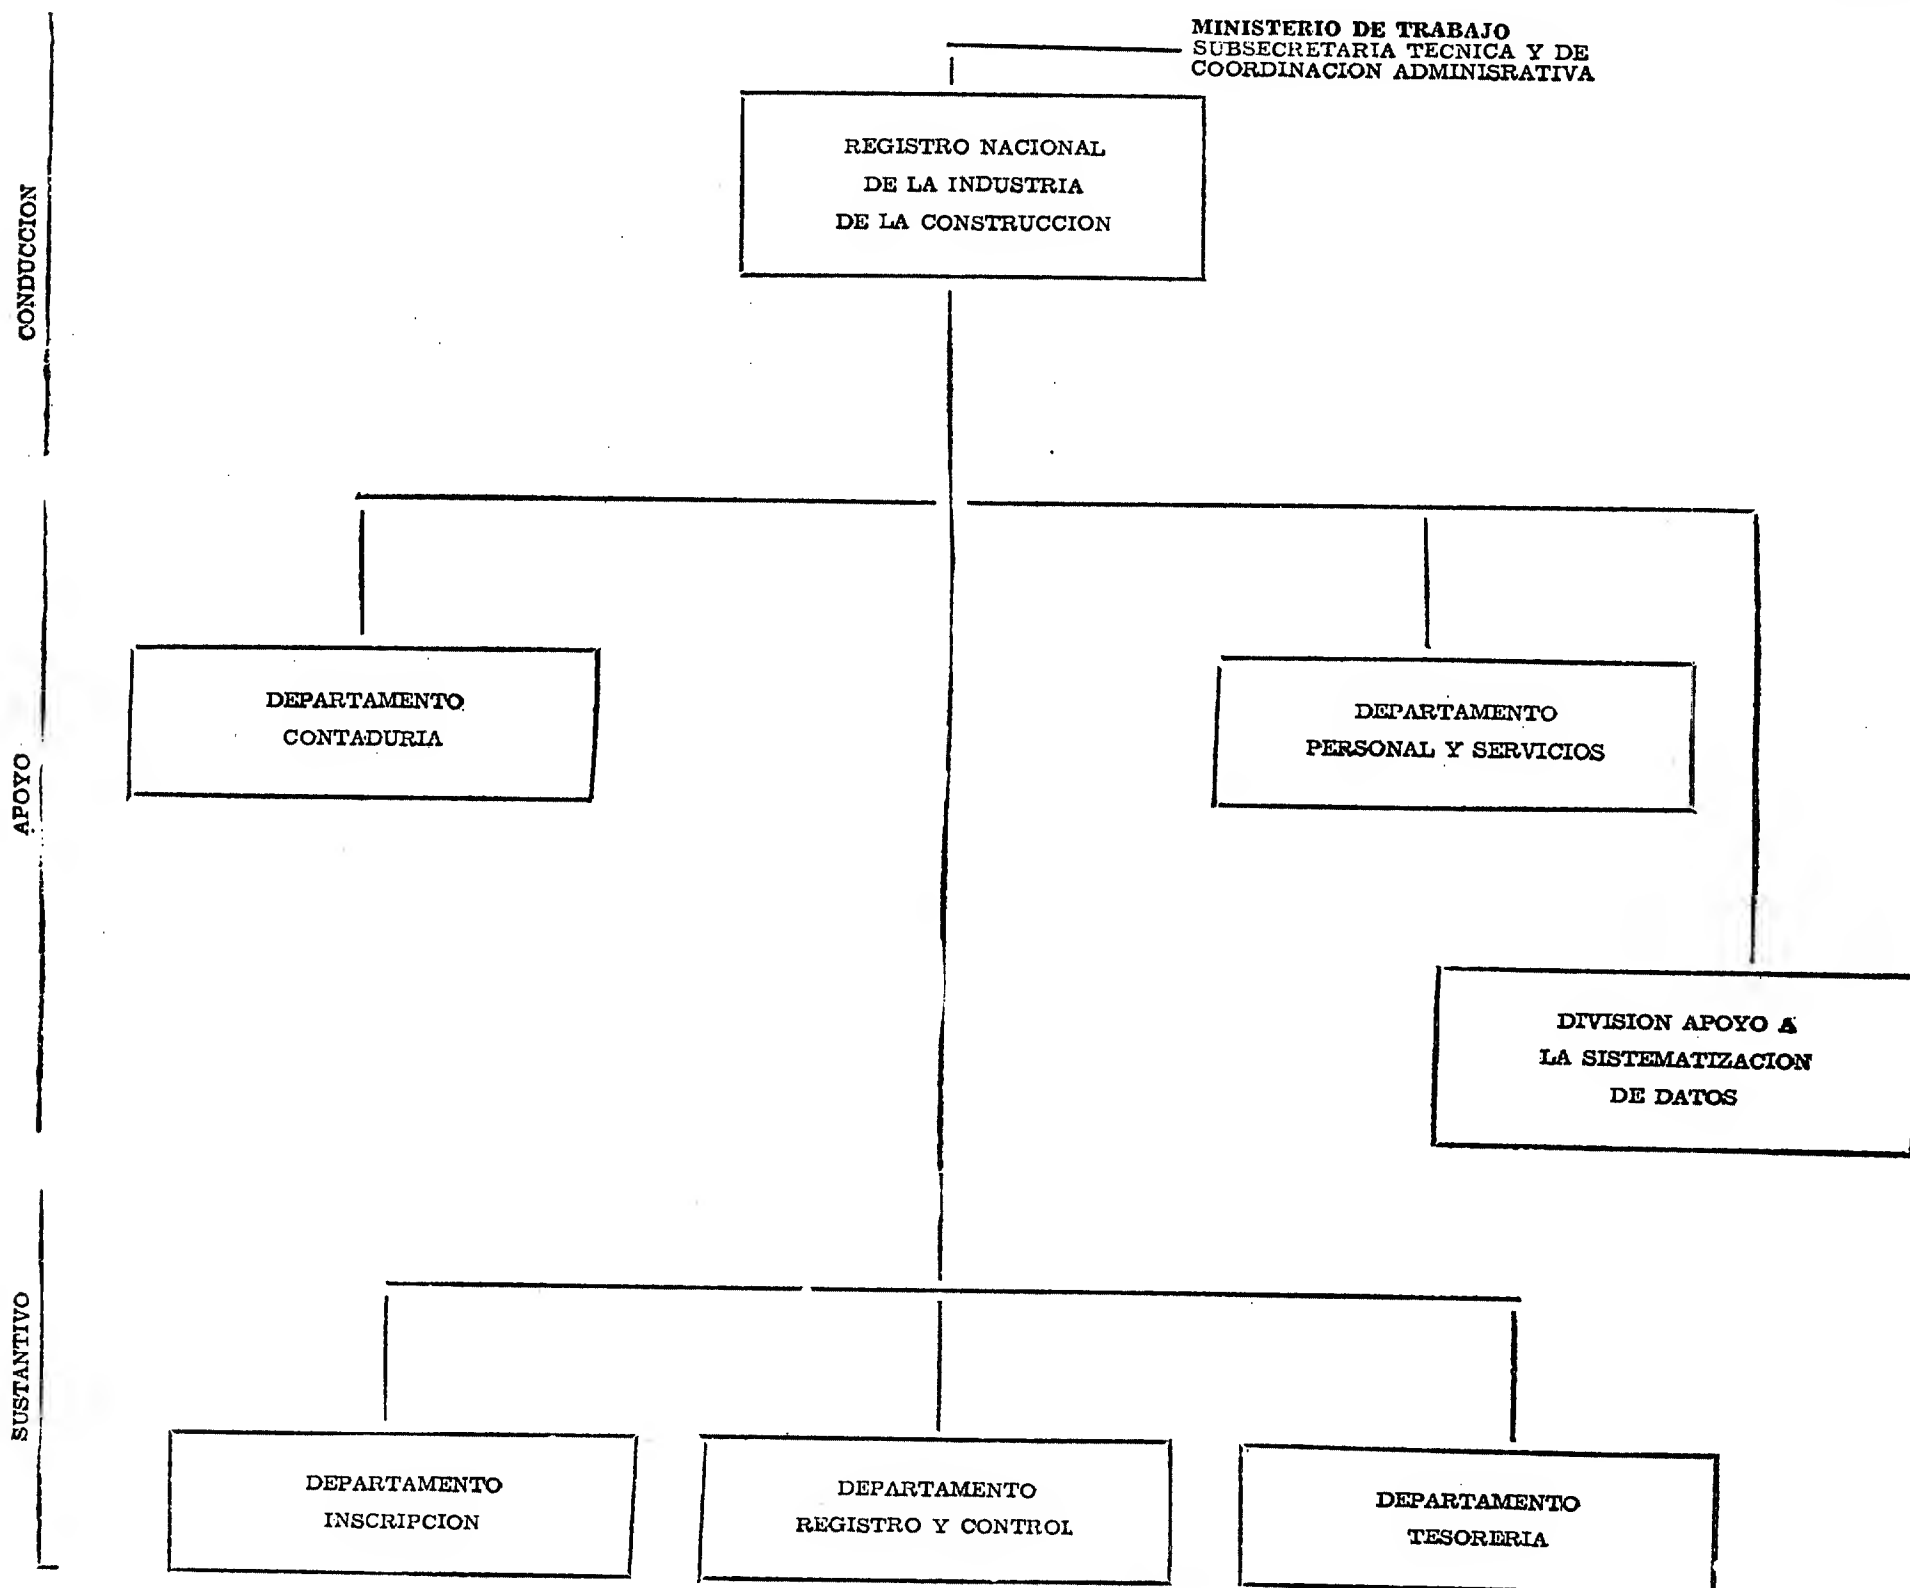 MINISTERIO DE TRABAJO
SUBSECRETARIA TECNICA Y DE
COORDINACION ADMINISRATIVA
REGISTRO NACIONAL
DE LA INDUSTRIA
DE LA CONSTRUCCION
CONDUCCION
DEPARTAMENTO
CONTADURIA
DEPARTAMENTO
PERSONAL Y SERVICIOS
APOYO
DIVISION APOYO A
LA SISTEMATIZACION
DE DATOS
SUSTANTIVO
DEPARTAMENTO
INSCRIPCION
DEPARTAMENTO
REGISTRO Y CONTROL
DEPARTAMENTO
TESORERIA